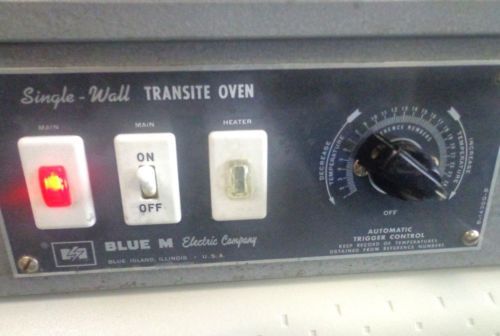 Single-Wall TRANSITE OVEN
MAIN
MAIN
HEATER
ON
OFF
DECREASE TEMPERATURE
REFERENCE NUMBERS
INCREASE TEMPERATURE
OFF
AUTOMATIC
TRIGGER CONTROL
KEEP RECORD OF TEMPERATURES
OBTAINED FROM REFERENCE NUMBERS
BLUE M Electric Company
BLUE ISLAND, ILLINOIS · U.S.A.